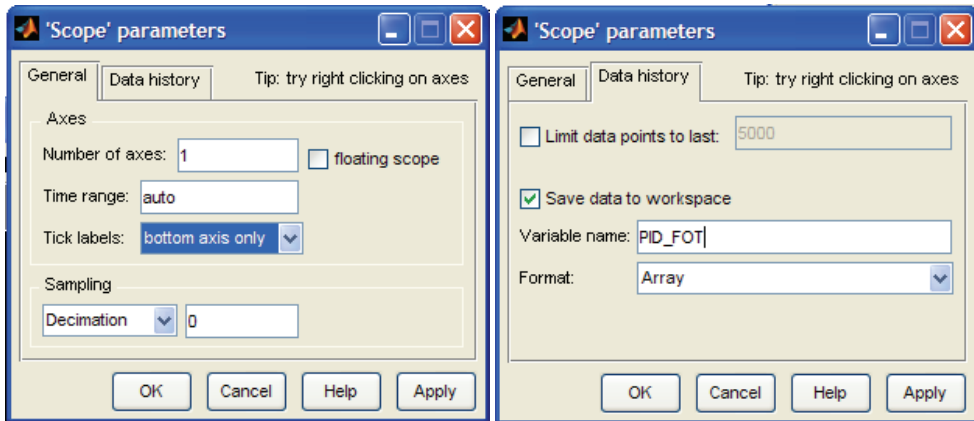 'Scope' parameters
General
Data history
Tip: try right clicking on axes
Axes
Number of axes: 1
floating scope
Time range: auto
Tick labels: bottom axis only
Sampling
Decimation 0
OK
Cancel
Help
Apply
'Scope' parameters
General
Data history
Tip: try right clicking on axes
Limit data points to last: 5000
Save data to workspace
Variable name: PID_FOT
Format: Array
OK
Cancel
Help
Apply